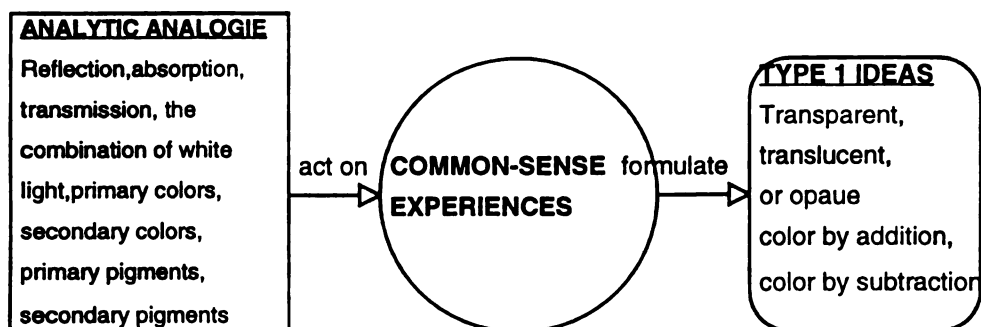 ANALYTIC ANALOGIE
Reflection,absorption,
transmission, the
combination of white
light,primary colors,
secondary colors,
primary pigments,
secondary pigments
act on
COMMON-SENSE
EXPERIENCES
formulate
TYPE 1 IDEAS
Transparent,
translucent,
or opaue
color by addition,
color by subtraction